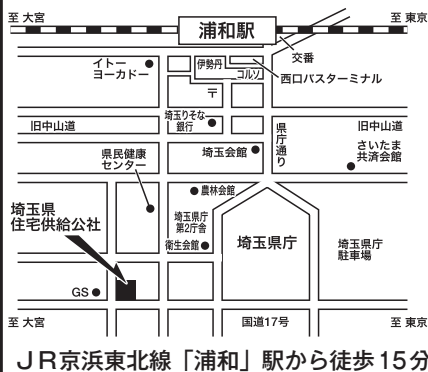 至 大宮
浦和駅
至 東京
交番
イトー
ヨーカドー
伊勢丹
コルソ
西口バスターミナル
〒
埼玉りそな
銀行
旧中山道
県庁通り
旧中山道
県民健康
センター
埼玉会館
さいたま
共済会館
農林会館
埼玉県
住宅供給公社
埼玉県庁
第2庁舎
衛生会館
埼玉県庁
埼玉県庁
駐車場
GS
至 大宮
国道17号
至 東京
JR京浜東北線「浦和」駅から徒歩15分